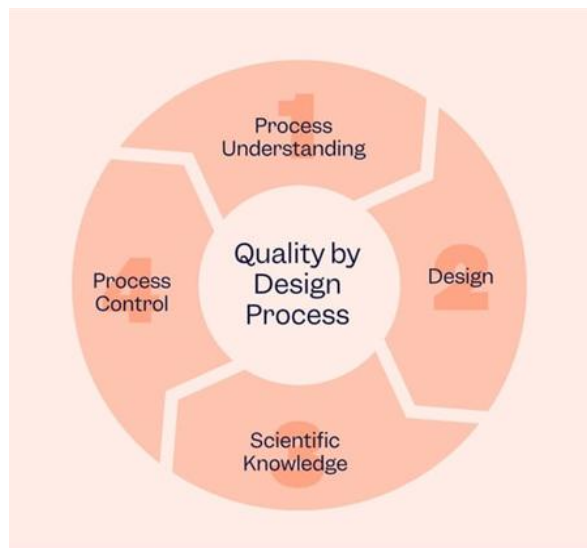 1
Process
Understanding
2
Design
3
Scientific
Knowledge
4
Process
Control
Quality by
Design
Process